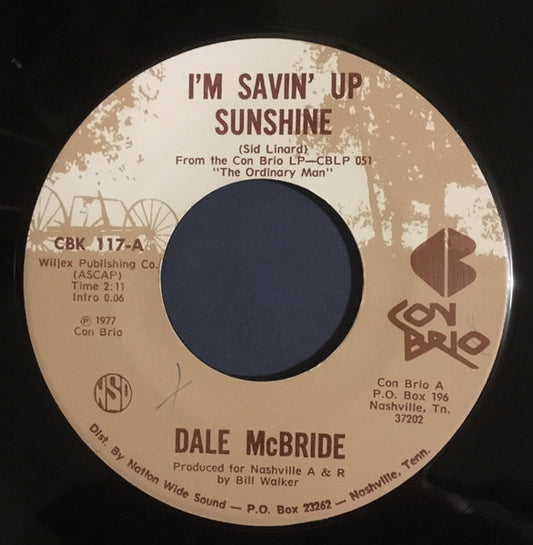 I'M SAVIN' UP
SUNSHINE
(Sid Linard)
From the Con Brio LP—CBLP 051
"The Ordinary Man"
CBK 117-A
Wiljex Publishing Co.
(ASCAP)
Time 2:11
Intro 0.06
℗ 1977
Con Brio
CON
BRIO
NSD
Con Brio A
P.O. Box 196
Nashville, Tn.
37202
DALE McBRIDE
Produced for Nashville A & R
by Bill Walker
Dist. By Nation Wide Sound — P.O. Box 23262 — Nashville, Tenn.